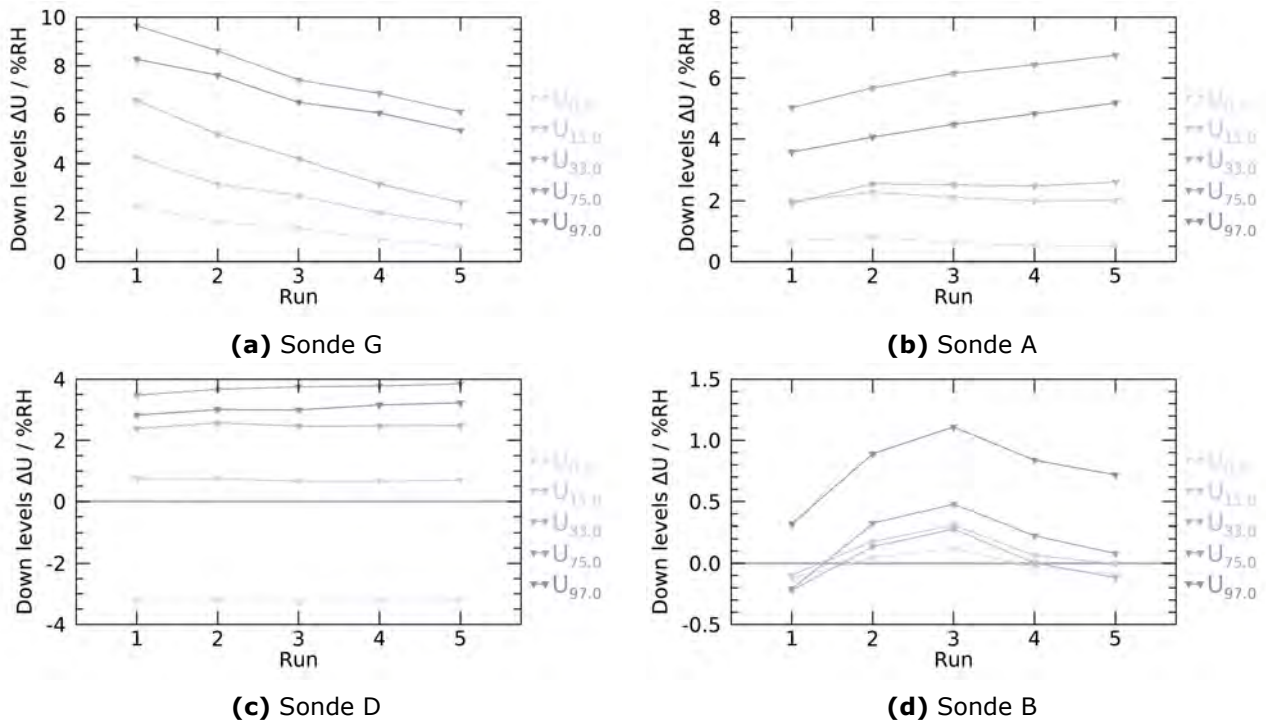 Down levels ΔU / %RH
10
8
6
4
2
0
1 2 3 4 5
Run
U11.0
U33.0
U75.0
U97.0
(a) Sonde G
Down levels ΔU / %RH
8
6
4
2
0
1 2 3 4 5
Run
U11.0
U33.0
U75.0
U97.0
(b) Sonde A
Down levels ΔU / %RH
4
2
0
-2
-4
1 2 3 4 5
Run
U11.0
U33.0
U75.0
U97.0
(c) Sonde D
Down levels ΔU / %RH
1.5
1.0
0.5
0.0
-0.5
1 2 3 4 5
Run
U11.0
U33.0
U75.0
U97.0
(d) Sonde B